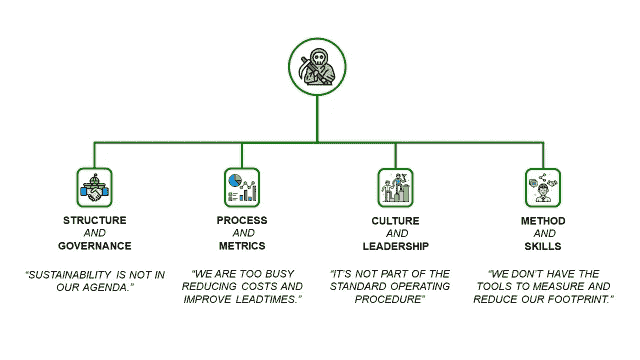 STRUCTURE
AND
GOVERNANCE
"SUSTAINABILITY IS NOT IN
OUR AGENDA."
PROCESS
AND
METRICS
"WE ARE TOO BUSY
REDUCING COSTS AND
IMPROVE LEADTIMES."
CULTURE
AND
LEADERSHIP
"IT'S NOT PART OF THE
STANDARD OPERATING
PROCEDURE"
METHOD
AND
SKILLS
"WE DON'T HAVE THE
TOOLS TO MEASURE AND
REDUCE OUR FOOTPRINT."